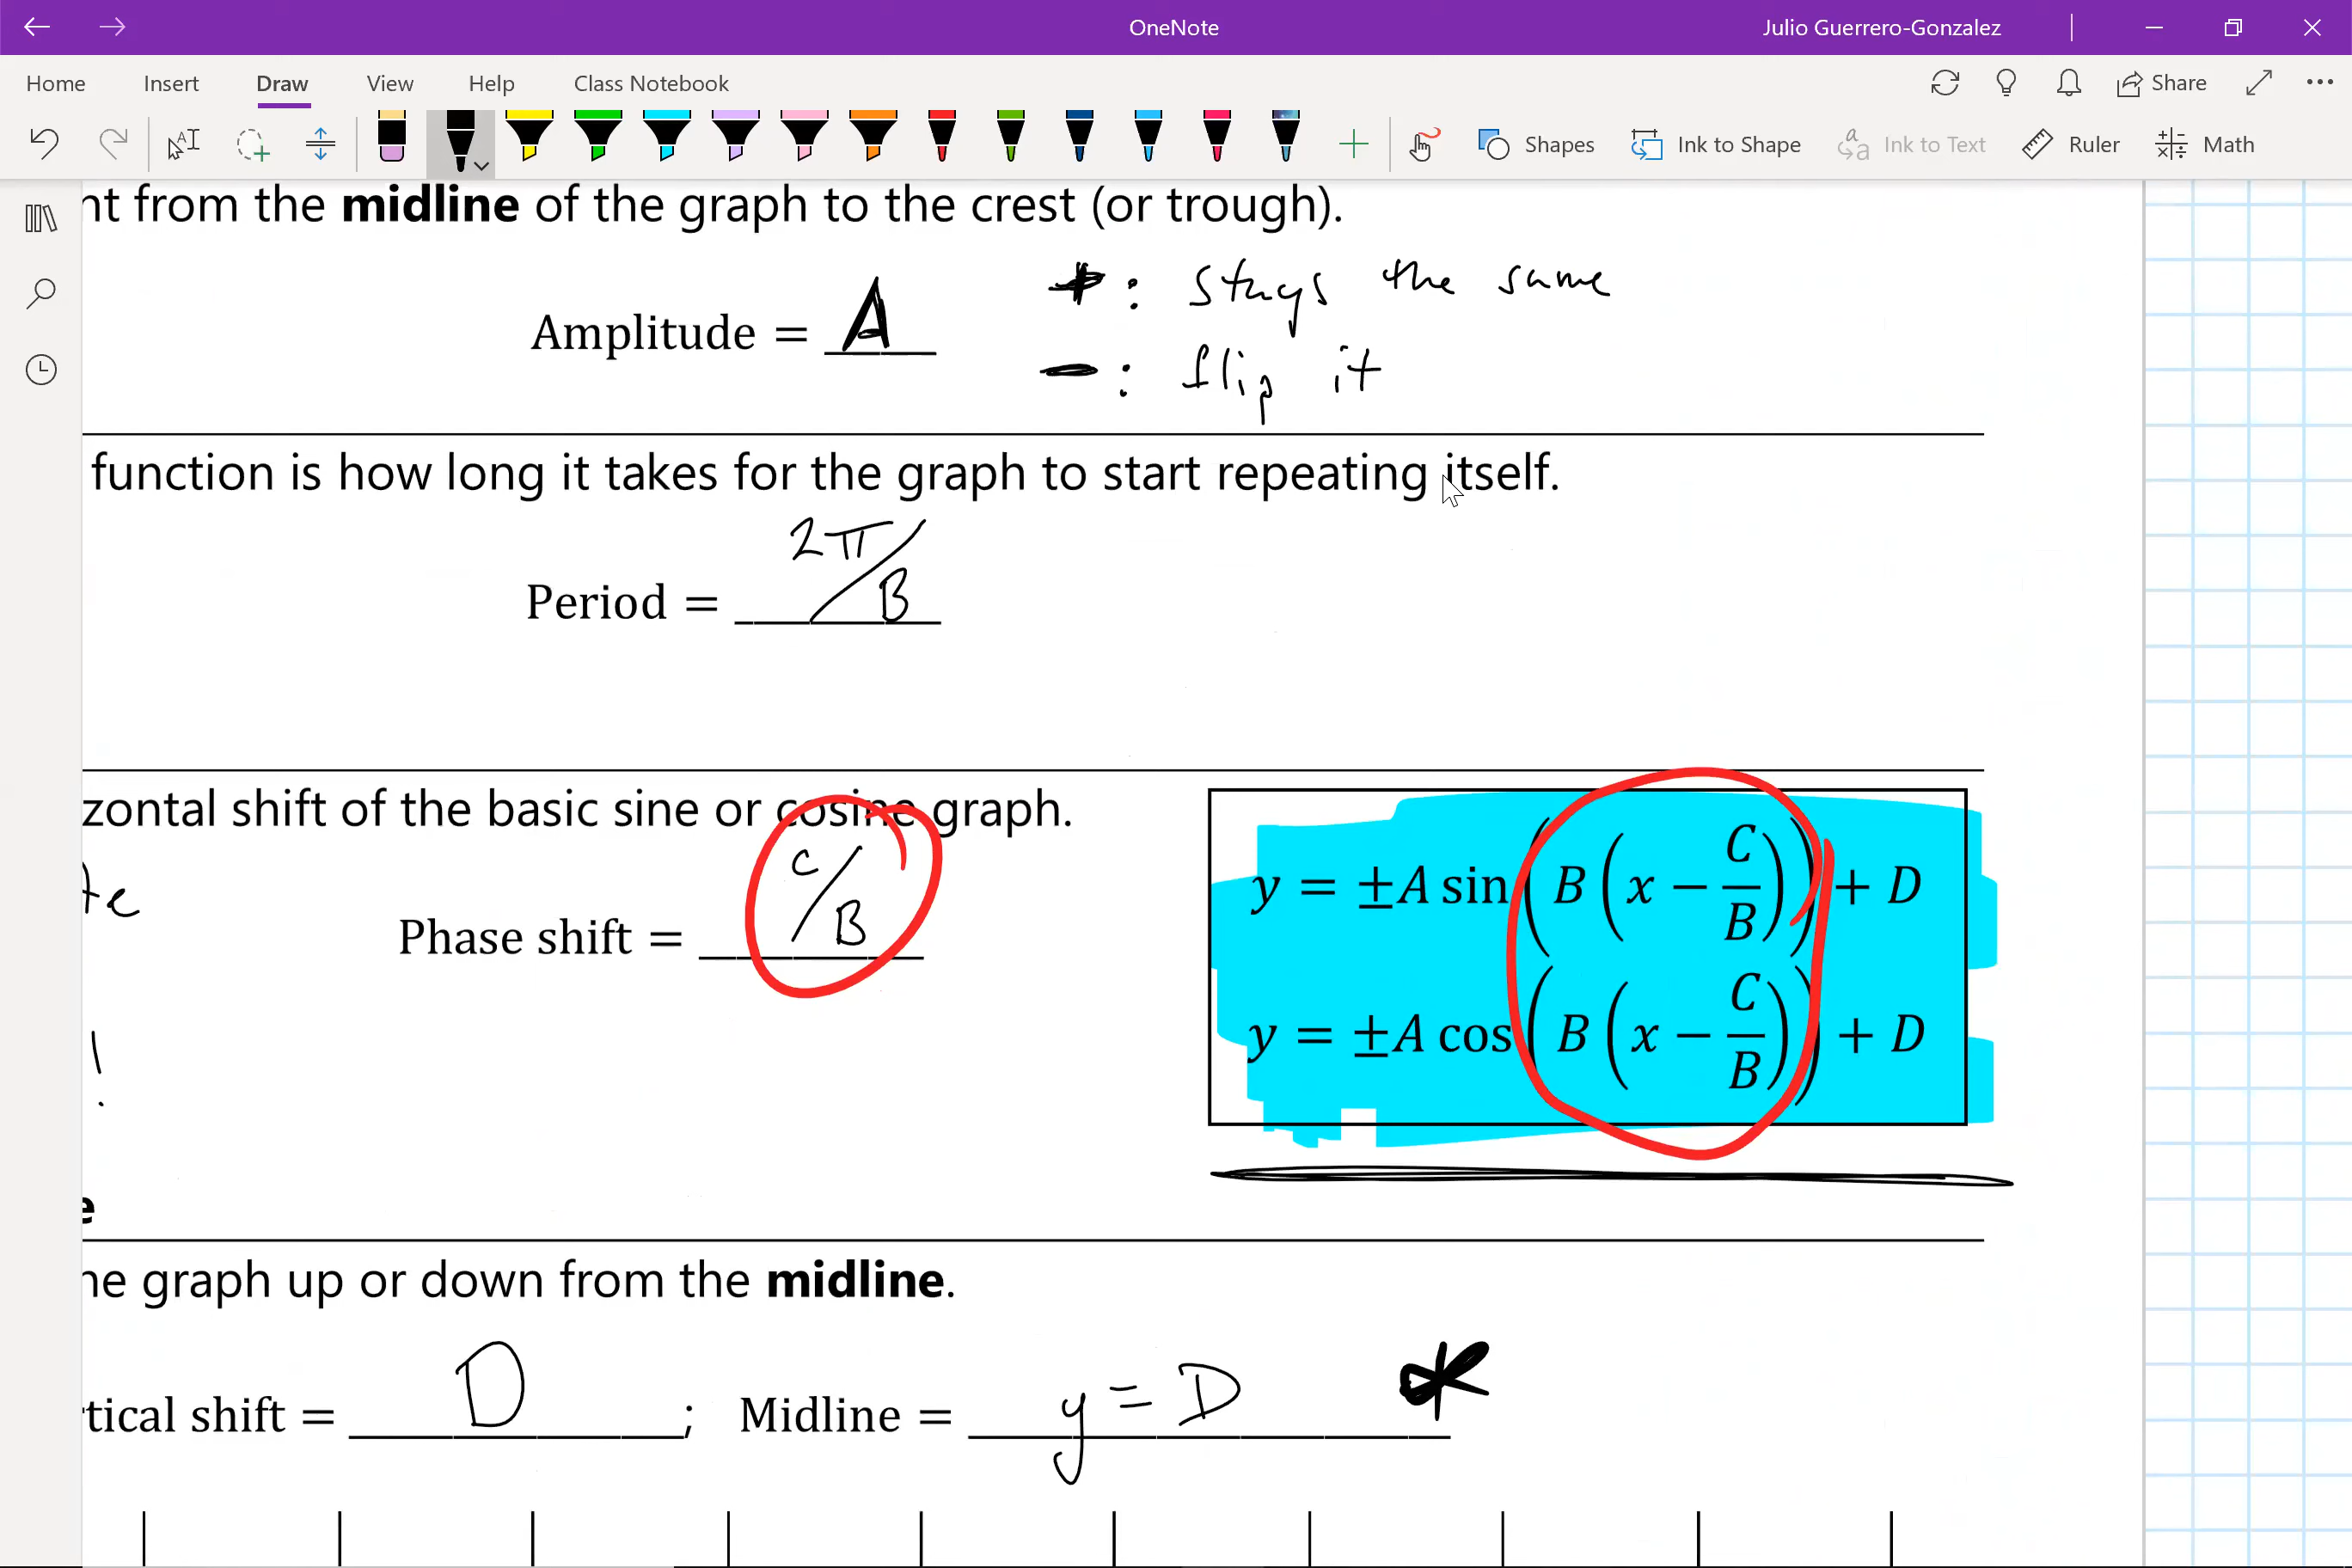 OneNote
Julio Guerrero-Gonzalez
Home Insert Draw View Help Class Notebook Share
Shapes Ink to Shape Ink to Text Ruler Math
nt from the midline of the graph to the crest (or trough).
Amplitude = A
+ : stays the same
- : flip it
function is how long it takes for the graph to start repeating itself.
Period = 2π/B
zontal shift of the basic sine or cosine graph.
te
Phase shift = C/B
!
y = ±A sin(B(x − C/B)) + D
y = ±A cos(B(x − C/B)) + D
e
he graph up or down from the midline.
rtical shift = D ; Midline = y = D *